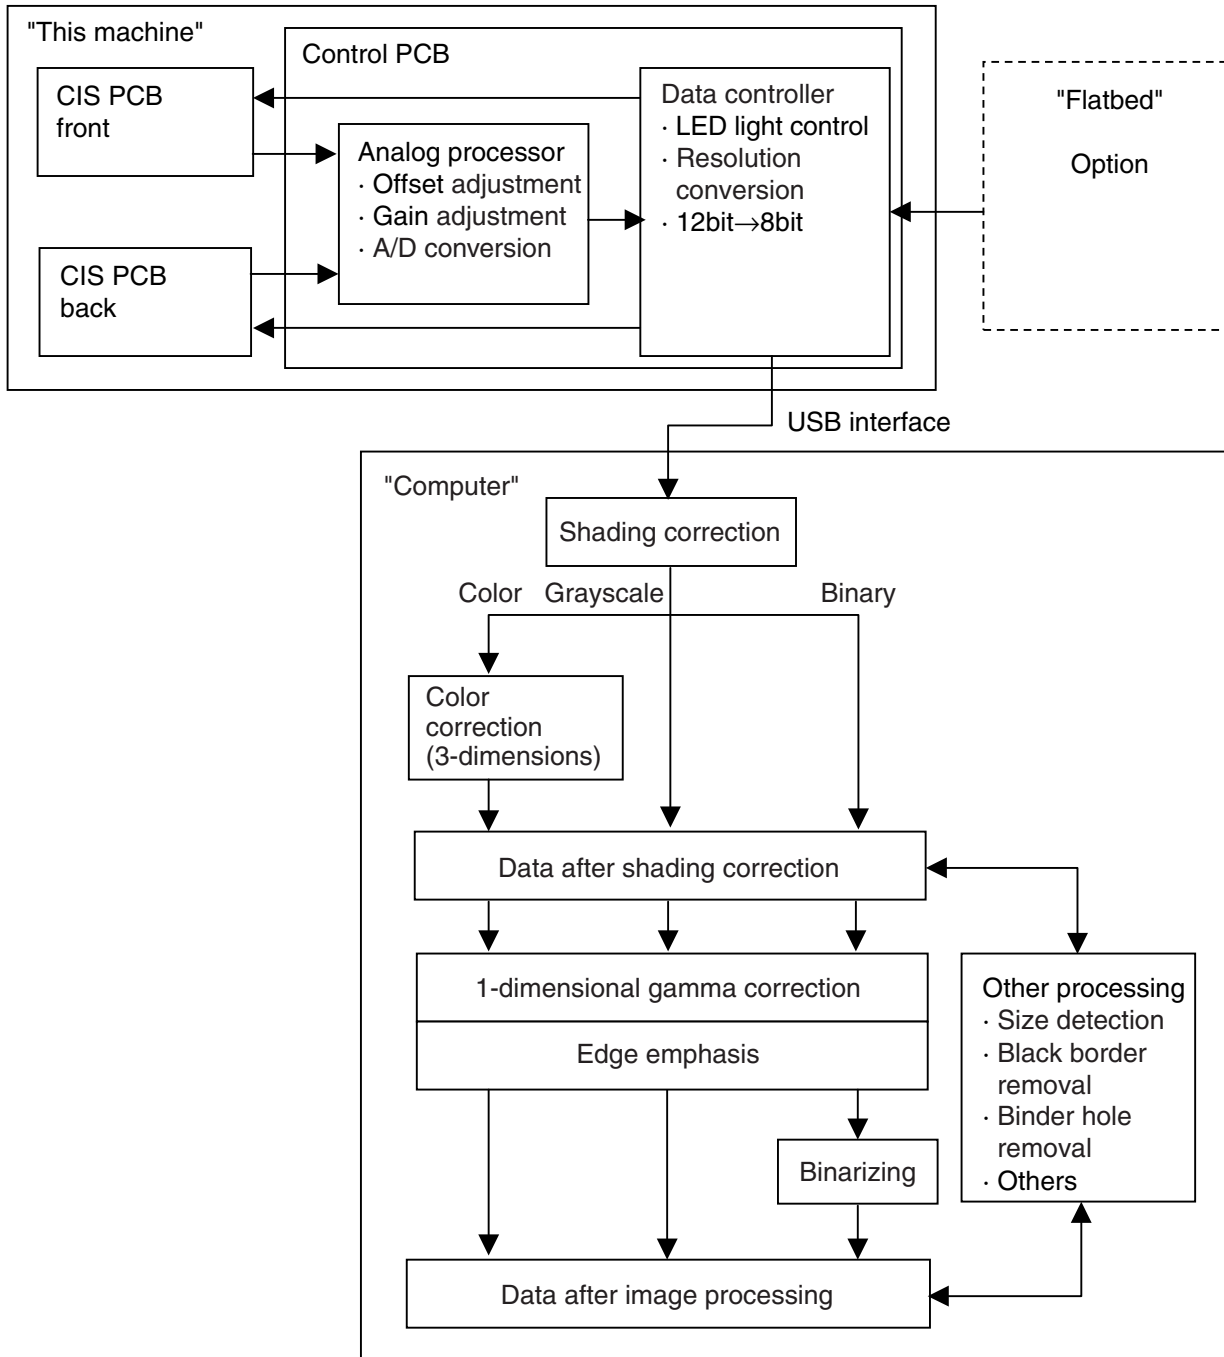 "This machine"
Control PCB
CIS PCB
front
Data controller
· LED light control
· Resolution
conversion
· 12bit→8bit
"Flatbed"
Option
Analog processor
· Offset adjustment
· Gain adjustment
· A/D conversion
CIS PCB
back
USB interface
"Computer"
Shading correction
Color
Grayscale
Binary
Color
correction
(3-dimensions)
Data after shading correction
1-dimensional gamma correction
Edge emphasis
Other processing
· Size detection
· Black border
removal
· Binder hole
removal
· Others
Binarizing
Data after image processing